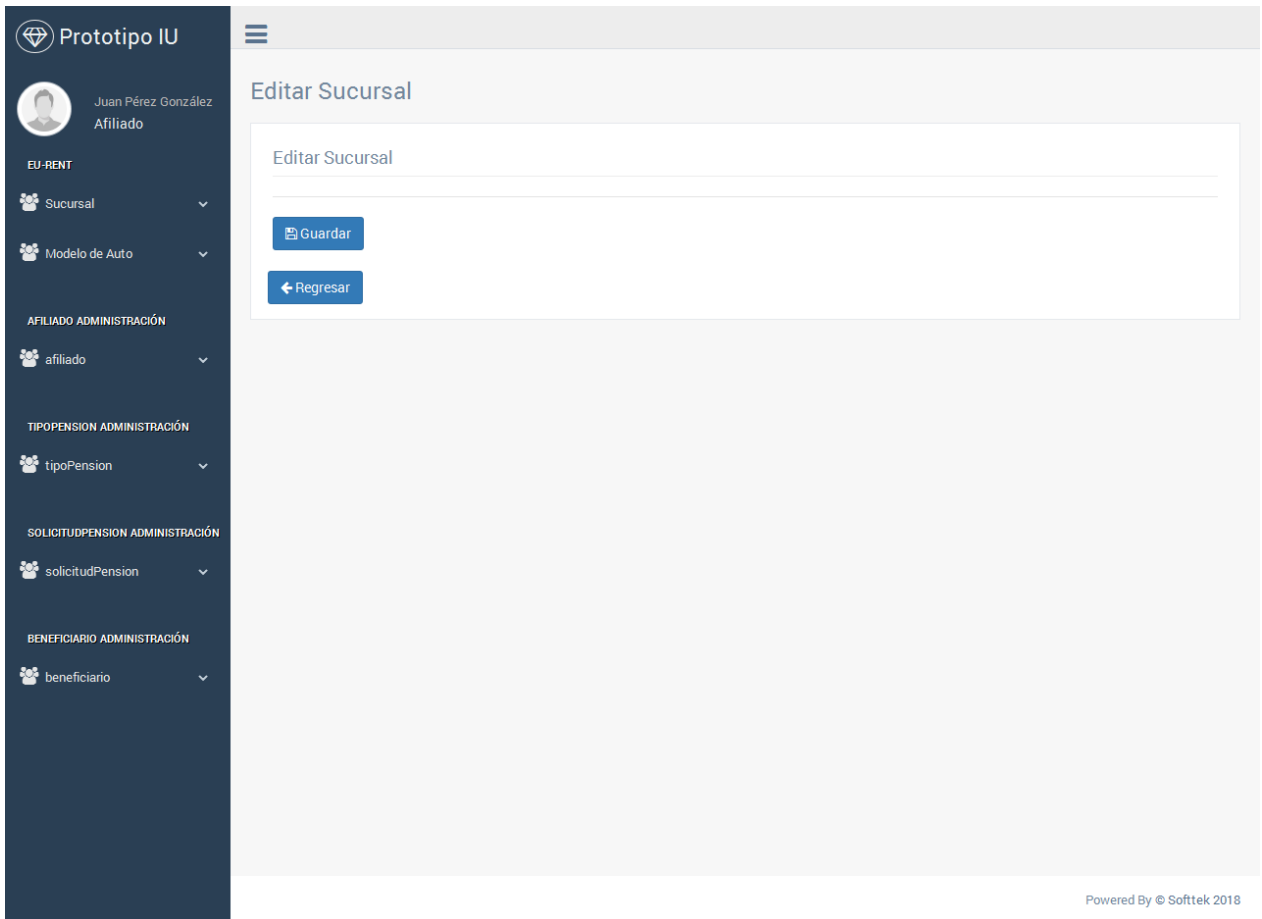 Prototipo IU
Juan Pérez González
Afiliado
EU-RENT
Sucursal
Modelo de Auto
AFILIADO ADMINISTRACIÓN
afiliado
TIPOPENSION ADMINISTRACIÓN
tipoPension
SOLICITUDPENSION ADMINISTRACIÓN
solicitudPension
BENEFICIARIO ADMINISTRACIÓN
beneficiario
Editar Sucursal
Editar Sucursal
Guardar
Regresar
Powered By © Softtek 2018